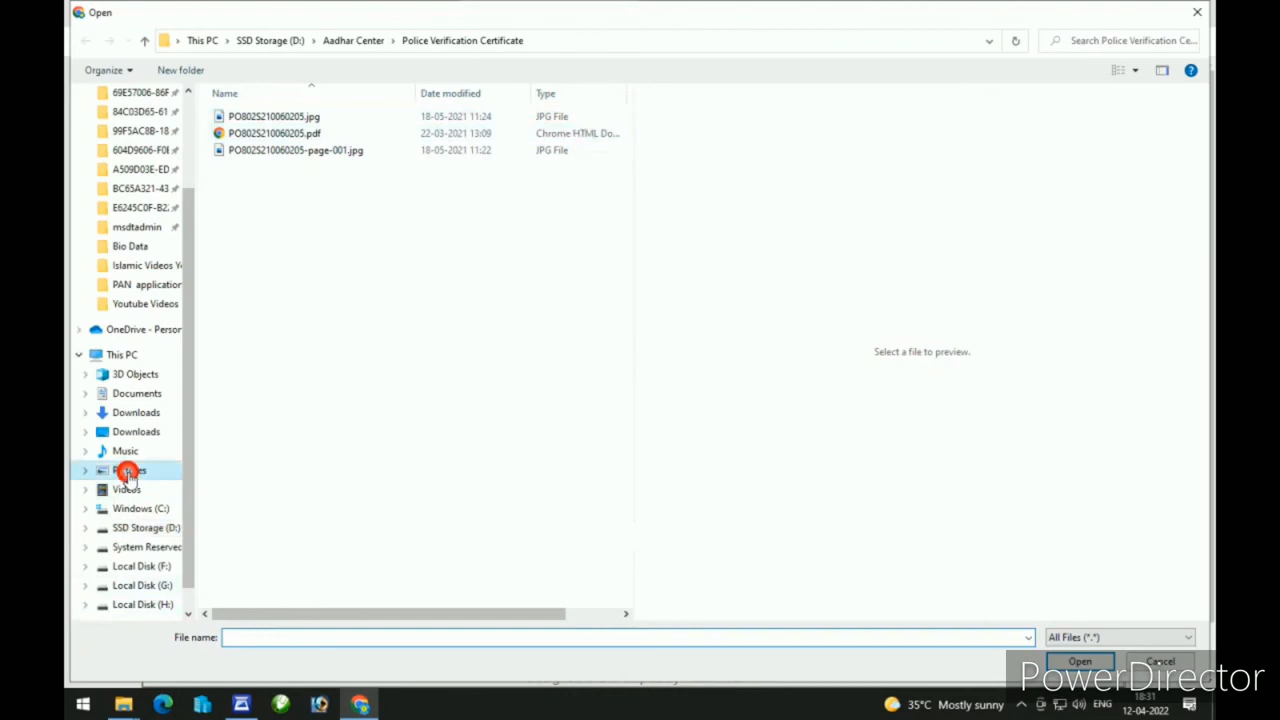 Open
This PC > SSD Storage (D:) > Aadhar Center > Police Verification Certificate
Search Police Verification Ce...
Organize
New folder
Name
Date modified
Type
69E57006-86F
84C03D65-61
99F5AC8B-18
604D9606-F0E
A509D03E-ED
BC65A321-43
E6245C0F-B2
msdtadmin
Bio Data
Islamic Videos Y
PAN application
Youtube Videos
OneDrive - Person
This PC
3D Objects
Documents
Downloads
Downloads
Music
Videos
Windows (C:)
SSD Storage (D:)
System Reserved
Local Disk (F:)
Local Disk (G:)
Local Disk (H:)
PO802S210060205.jpg 18-05-2021 11:24 JPG File
PO802S210060205.pdf 22-03-2021 13:09 Chrome HTML Do...
PO802S210060205-page-001.jpg 18-05-2021 11:22 JPG File
Select a file to preview.
File name:
All Files (*.*)
Open
Cancel
PowerDirector
35°C Mostly sunny
ENG
18:31
12-04-2022